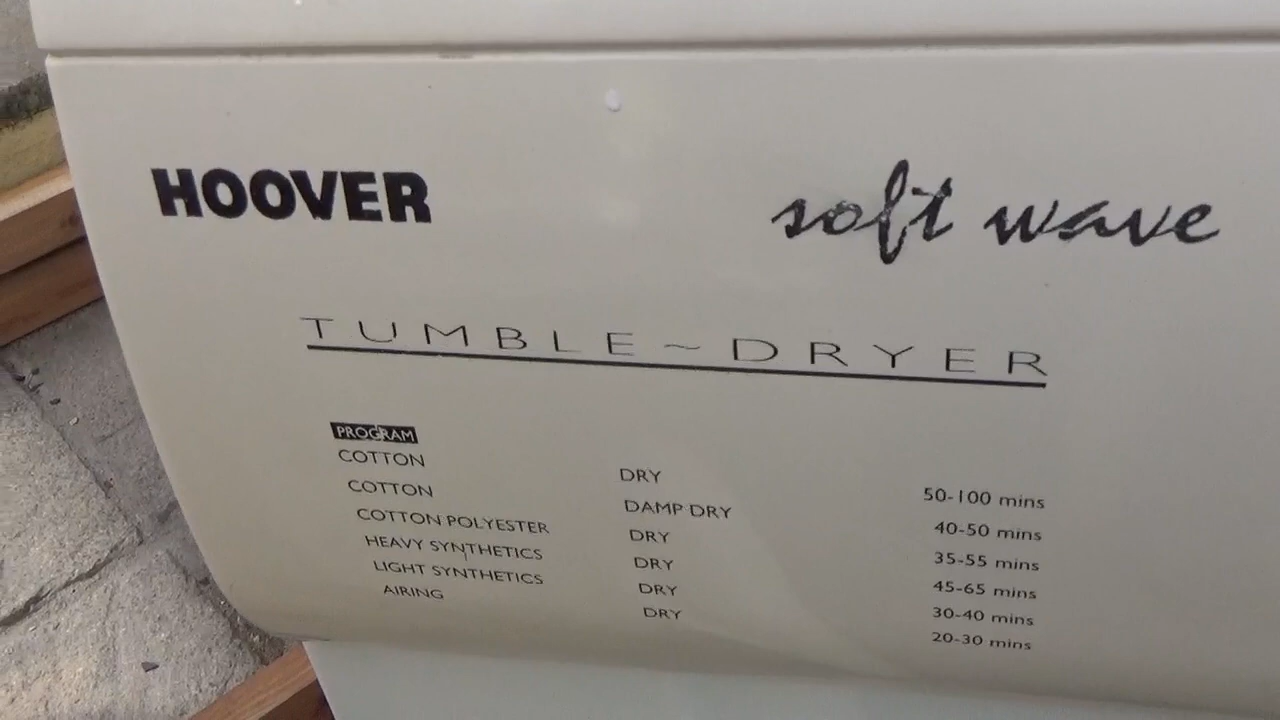 HOOVER soft wave
TUMBLE~DRYER
PROGRAM
COTTON DRY 50-100 mins
COTTON DAMP DRY 40-50 mins
COTTON POLYESTER DRY 35-55 mins
HEAVY SYNTHETICS DRY 45-65 mins
LIGHT SYNTHETICS DRY 30-40 mins
AIRING DRY 20-30 mins